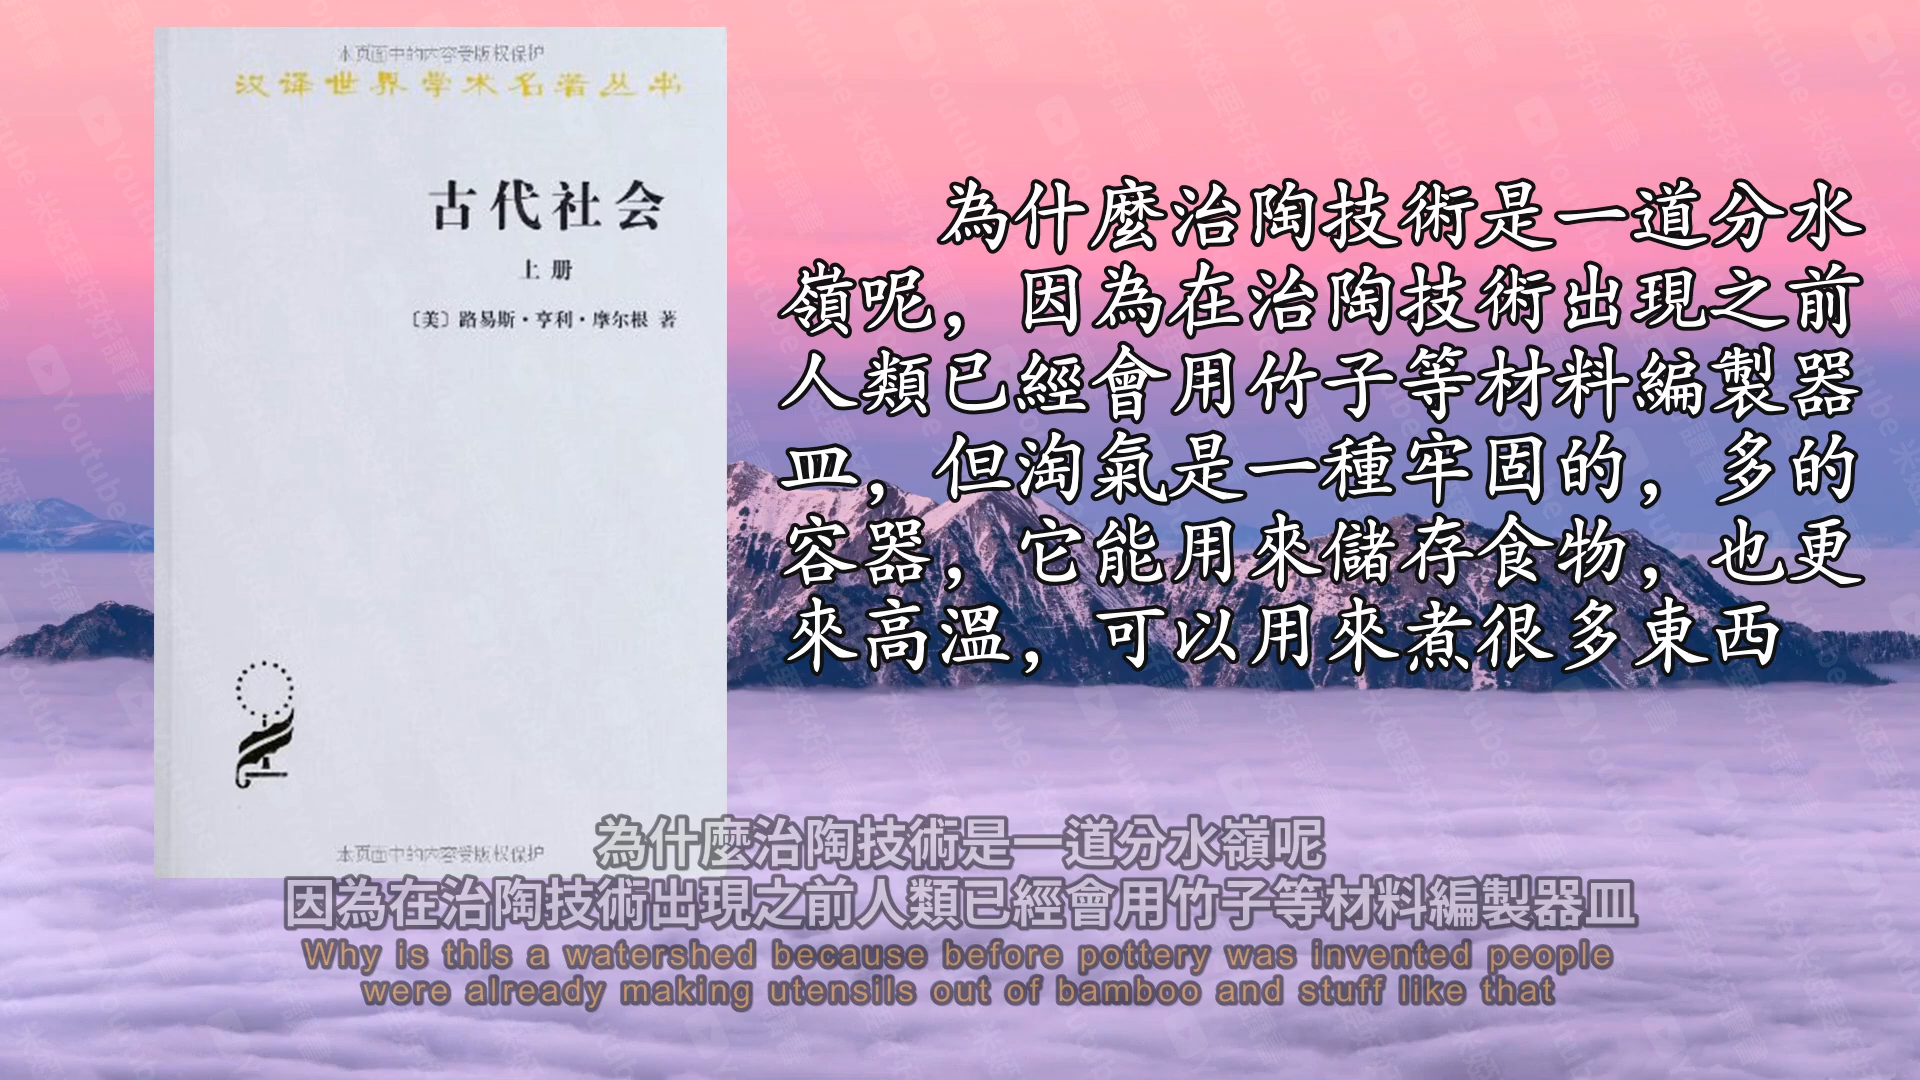 本页面中的内容受版权保护
汉译世界学术名著丛书
古代社会
上册
〔美〕路易斯·亨利·摩尔根 著
本页面中的内容受版权保护
為什麼治陶技術是一道分水
嶺呢，因為在治陶技術出現之前
人類已經會用竹子等材料編製器
皿，但淘氣是一種牢固的，多的
容器，它能用來儲存食物，也更
來高溫，可以用來煮很多東西
為什麼治陶技術是一道分水嶺呢
因為在治陶技術出現之前人類已經會用竹子等材料編製器皿
Why is this a watershed because before pottery was invented people
were already making utensils out of bamboo and stuff like that